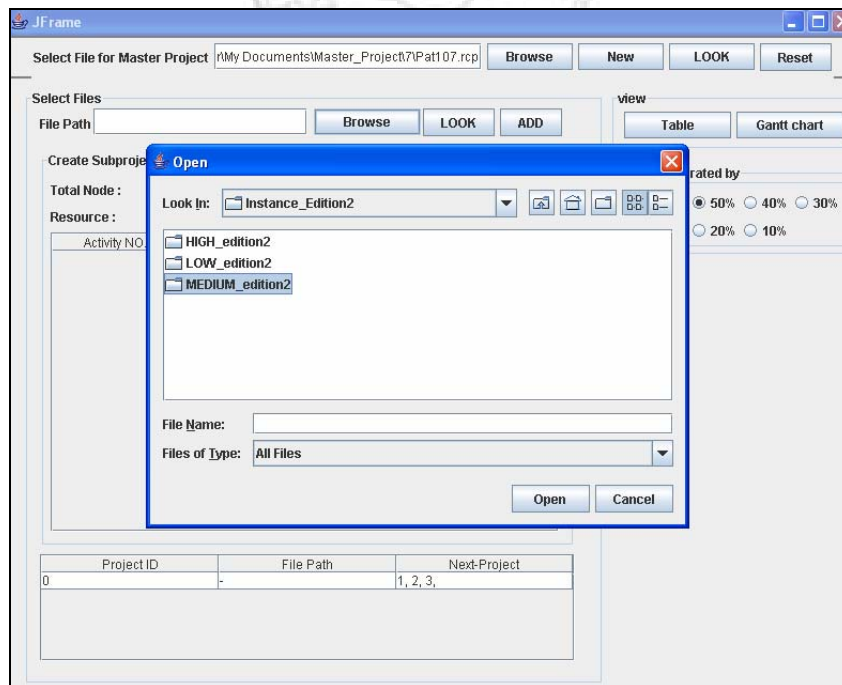 JFrame
Select File for Master Project r\My Documents\Master_Project\7\Pat107.rcp Browse New LOOK Reset
Select Files
File Path Browse LOOK ADD
view
Table Gantt chart
Create Subproje
Total Node :
Resource :
Activity NO.
rated by
50% 40% 30%
20% 10%
Open
Look In: Instance_Edition2
HIGH_edition2
LOW_edition2
MEDIUM_edition2
File Name:
Files of Type: All Files
Open Cancel
Project ID File Path Next-Project
0 - 1, 2, 3,